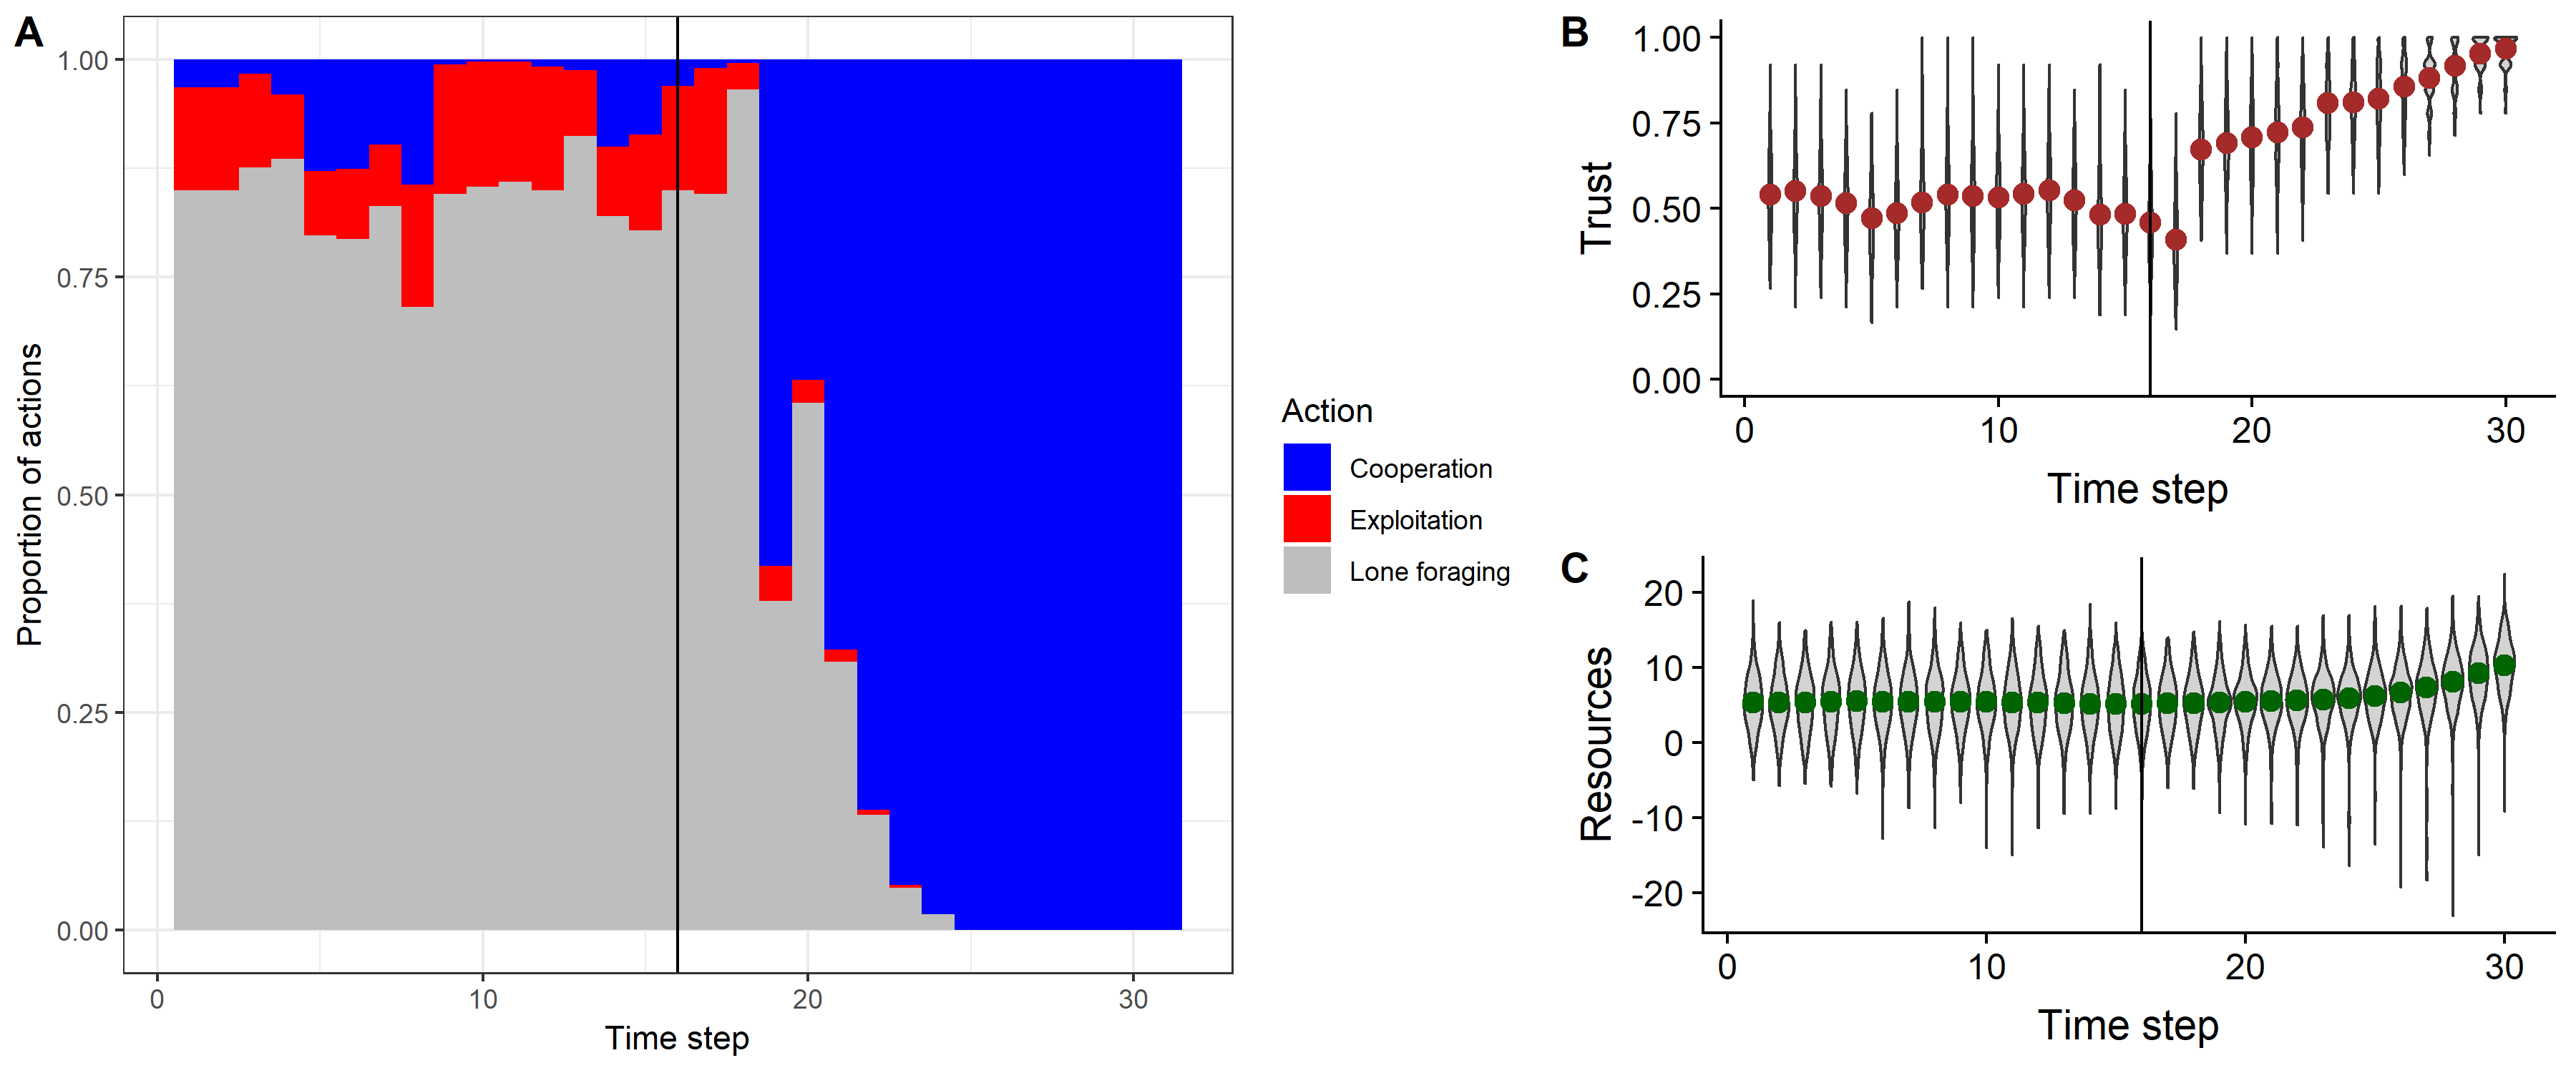 A
Proportion of actions
1.00
0.75
0.50
0.25
0.00
0 10 20 30
Time step
Action
Cooperation
Exploitation
Lone foraging
B
Trust
1.00
0.75
0.50
0.25
0.00
0 10 20 30
Time step
C
Resources
20
10
0
-10
-20
0 10 20 30
Time step